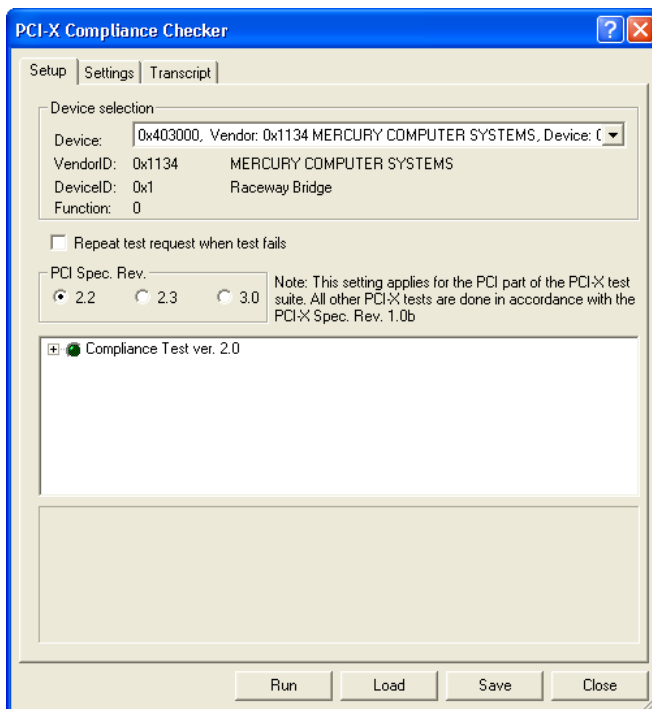 PCI-X Compliance Checker
Setup Settings Transcript
Device selection
Device: 0x403000, Vendor: 0x1134 MERCURY COMPUTER SYSTEMS, Device: (
VendorID: 0x1134 MERCURY COMPUTER SYSTEMS
DeviceID: 0x1 Raceway Bridge
Function: 0
Repeat test request when test fails
PCI Spec. Rev.
2.2 2.3 3.0
Note: This setting applies for the PCI part of the PCI-X test
suite. All other PCI-X tests are done in accordance with the
PCI-X Spec. Rev. 1.0b
Compliance Test ver. 2.0
Run Load Save Close